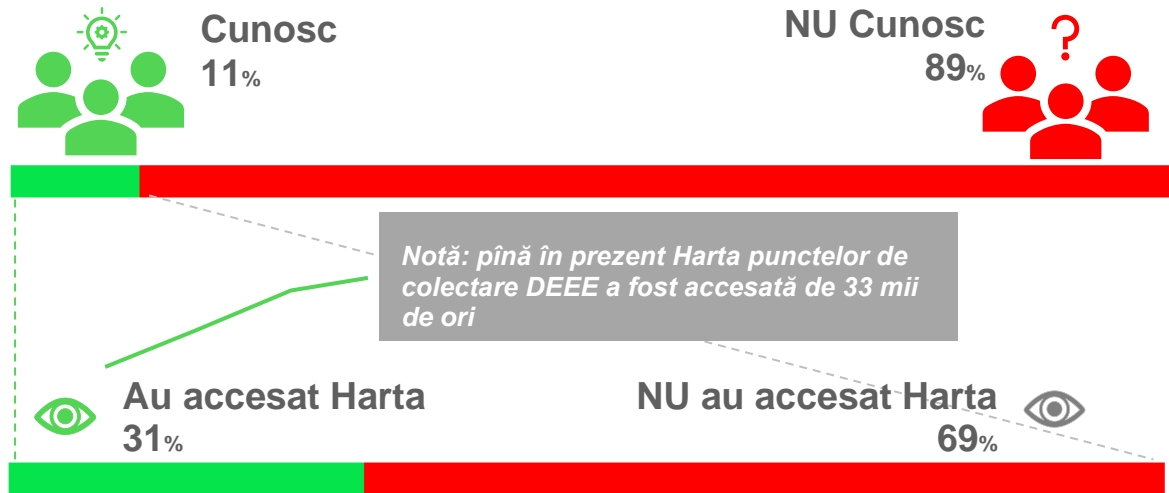 Cunosc
11%
NU Cunosc
89%
?
Notă: pînă în prezent Harta punctelor de
colectare DEEE a fost accesată de 33 mii
de ori
Au accesat Harta
31%
NU au accesat Harta
69%